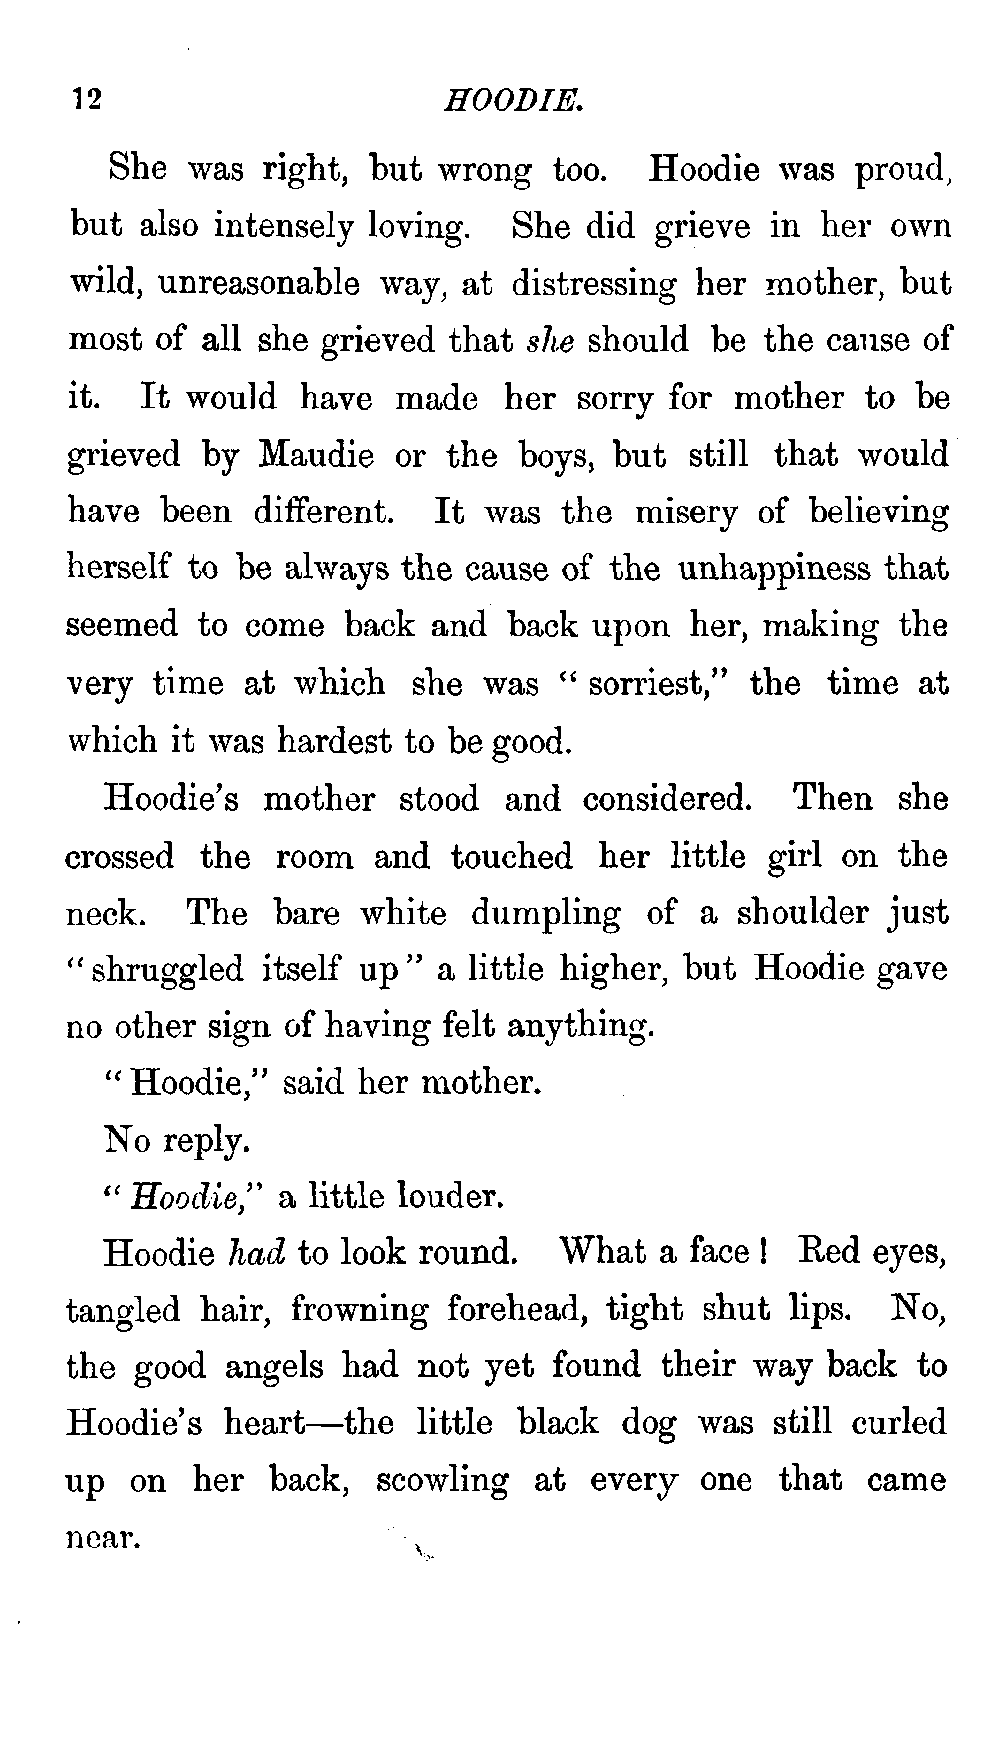 12 HOODIE.
She was right, but wrong too. Hoodie was proud,
but also intensely loving. She did grieve in her own
wild, unreasonable way, at distressing her mother, but
most of all she grieved that she should be the cause of
it. It would have made her sorry for mother to be
grieved by Maudie or the boys, but still that would
have been different. It was the misery of believing
herself to be always the cause of the unhappiness that
seemed to come back and back upon her, making the
very time at which she was “ sorriest,” the time at
which it was hardest to be good.
Hoodie’s mother stood and considered. Then she
crossed the room and touched her little girl on the
neck. The bare white dumpling of a shoulder just
“ shruggled itself up ” a little higher, but Hoodie gave
no other sign of having felt anything.
“ Hoodie,” said her mother.
No reply.
“ Hoodie,” a little louder.
Hoodie had to look round. What a face ! Red eyes,
tangled hair, frowning forehead, tight shut lips. No,
the good angels had not yet found their way back to
Hoodie’s heart—the little black dog was still curled
up on her back, scowling at every one that came
near.